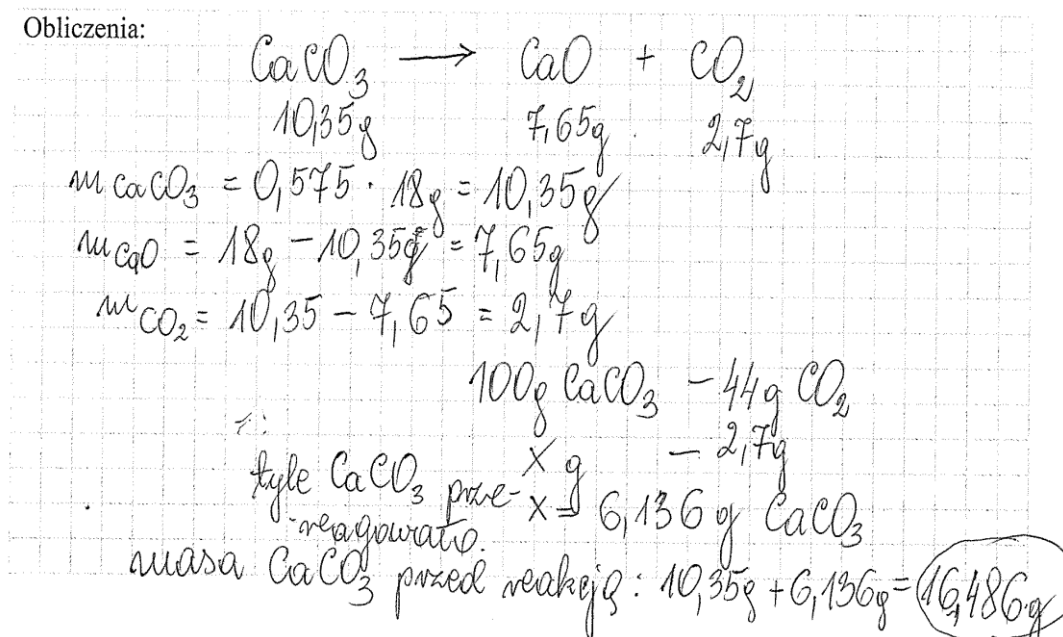 Obliczenia:
CaCO₃ → CaO + CO₂
10,35g 7,65g 2,7g
m CaCO₃ = 0,575 · 18g = 10,35g
m CaO = 18g − 10,35g = 7,65g
m CO₂ = 10,35 − 7,65 = 2,7g
100g CaCO₃ − 44g CO₂
x g − 2,7g
tyle CaCO₃ prze-
-reagowało. x = 6,136g CaCO₃
masa CaCO₃ przed reakcją: 10,35g + 6,136g = 16,486g